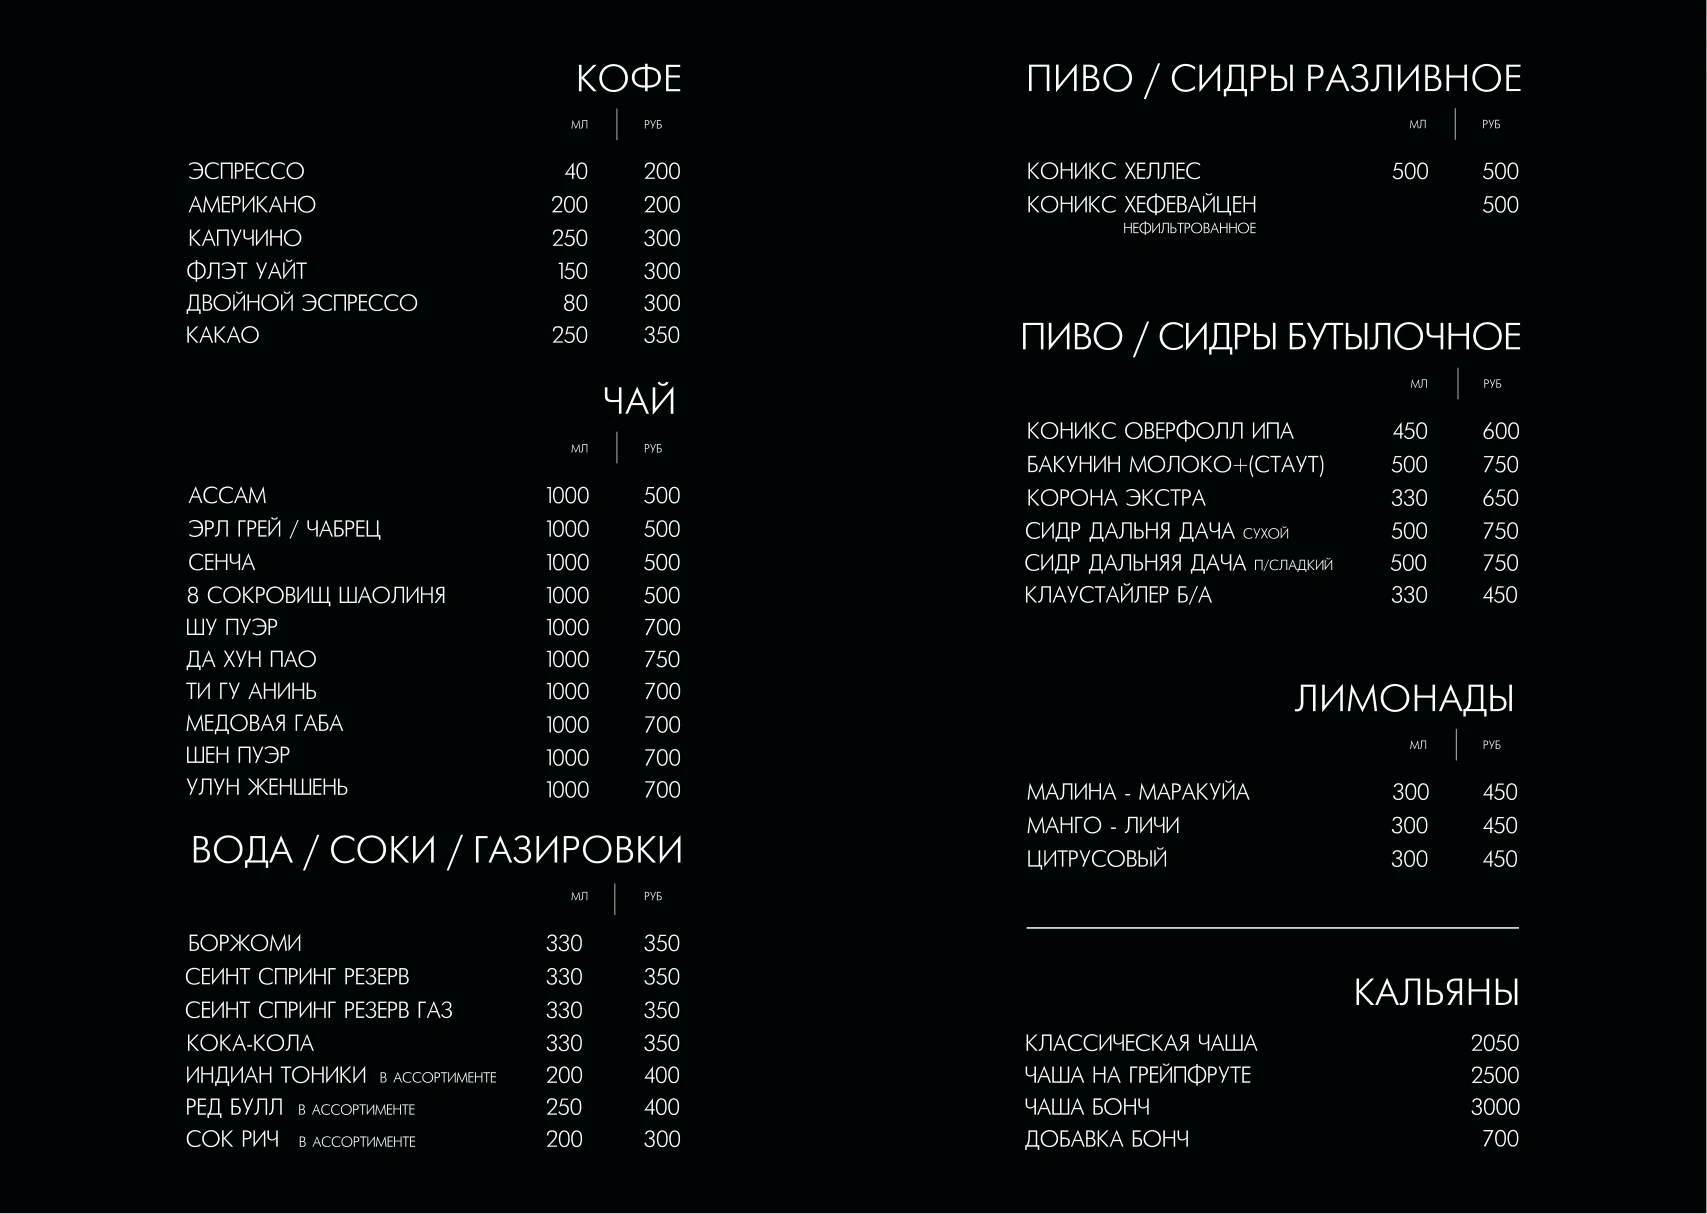 КОФЕ
МЛ РУБ
ЭСПРЕССО 40 200
АМЕРИКАНО 200 200
КАПУЧИНО 250 300
ФЛЭТ УАЙТ 150 300
ДВОЙНОЙ ЭСПРЕССО 80 300
КАКАО 250 350
ЧАЙ
МЛ РУБ
АССАМ 1000 500
ЭРЛ ГРЕЙ / ЧАБРЕЦ 1000 500
СЕНЧА 1000 500
8 СОКРОВИЩ ШАОЛИНЯ 1000 500
ШУ ПУЭР 1000 700
ДА ХУН ПАО 1000 750
ТИ ГУ АНИНЬ 1000 700
МЕДОВАЯ ГАБА 1000 700
ШЕН ПУЭР 1000 700
УЛУН ЖЕНШЕНЬ 1000 700
ВОДА / СОКИ / ГАЗИРОВКИ
МЛ РУБ
БОРЖОМИ 330 350
СЕИНТ СПРИНГ РЕЗЕРВ 330 350
СЕИНТ СПРИНГ РЕЗЕРВ ГАЗ 330 350
КОКА-КОЛА 330 350
ИНДИАН ТОНИКИ В АССОРТИМЕНТЕ 200 400
РЕД БУЛЛ В АССОРТИМЕНТЕ 250 400
СОК РИЧ В АССОРТИМЕНТЕ 200 300
ПИВО / СИДРЫ РАЗЛИВНОЕ
МЛ РУБ
КОНИКС ХЕЛЛЕС 500 500
КОНИКС ХЕФЕВАЙЦЕН 500
НЕФИЛЬТРОВАННОЕ
ПИВО / СИДРЫ БУТЫЛОЧНОЕ
МЛ РУБ
КОНИКС ОВЕРФОЛЛ ИПА 450 600
БАКУНИН МОЛОКО+(СТАУТ) 500 750
КОРОНА ЭКСТРА 330 650
СИДР ДАЛЬНЯ ДАЧА СУХОЙ 500 750
СИДР ДАЛЬНЯЯ ДАЧА П/СЛАДКИЙ 500 750
КЛАУСТАЙЛЕР Б/А 330 450
ЛИМОНАДЫ
МЛ РУБ
МАЛИНА - МАРАКУЙА 300 450
МАНГО - ЛИЧИ 300 450
ЦИТРУСОВЫЙ 300 450
КАЛЬЯНЫ
КЛАССИЧЕСКАЯ ЧАША 2050
ЧАША НА ГРЕЙПФРУТЕ 2500
ЧАША БОНЧ 3000
ДОБАВКА БОНЧ 700